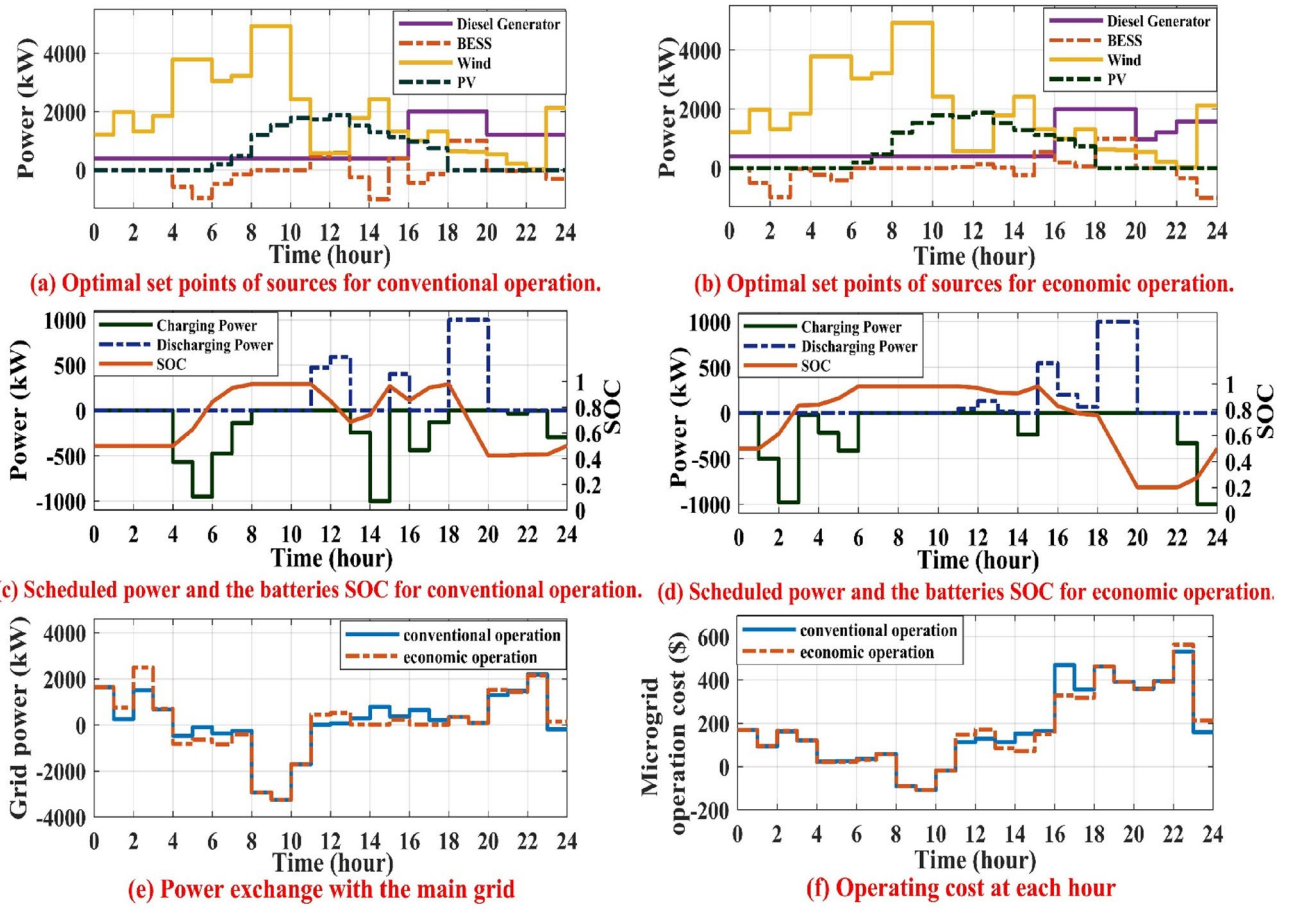 Power (kW)
4000
2000
0
Diesel Generator
BESS
Wind
PV
0 2 4 6 8 10 12 14 16 18 20 22 24
Time (hour)
(a) Optimal set points of sources for conventional operation.
Power (kW)
4000
2000
0
Diesel Generator
BESS
Wind
PV
0 2 4 6 8 10 12 14 16 18 20 22 24
Time (hour)
(b) Optimal set points of sources for economic operation.
Power (kW)
1000
500
0
-500
-1000
Charging Power
Discharging Power
SOC
1
0.8
0.6
0.4
0.2
0
SOC
0 2 4 6 8 10 12 14 16 18 20 22 24
Time (hour)
(c) Scheduled power and the batteries SOC for conventional operation.
Power (kW)
1000
500
0
-500
-1000
Charging Power
Discharging Power
SOC
1
0.8
0.6
0.4
0.2
0
SOC
0 2 4 6 8 10 12 14 16 18 20 22 24
Time (hour)
(d) Scheduled power and the batteries SOC for economic operation.
Grid power (kW)
4000
2000
0
-2000
-4000
conventional operation
economic operation
0 2 4 6 8 10 12 14 16 18 20 22 24
Time (hour)
(e) Power exchange with the main grid
Microgrid
operation cost ($)
600
400
200
0
-200
conventional operation
economic operation
0 2 4 6 8 10 12 14 16 18 20 22 24
Time (hour)
(f) Operating cost at each hour